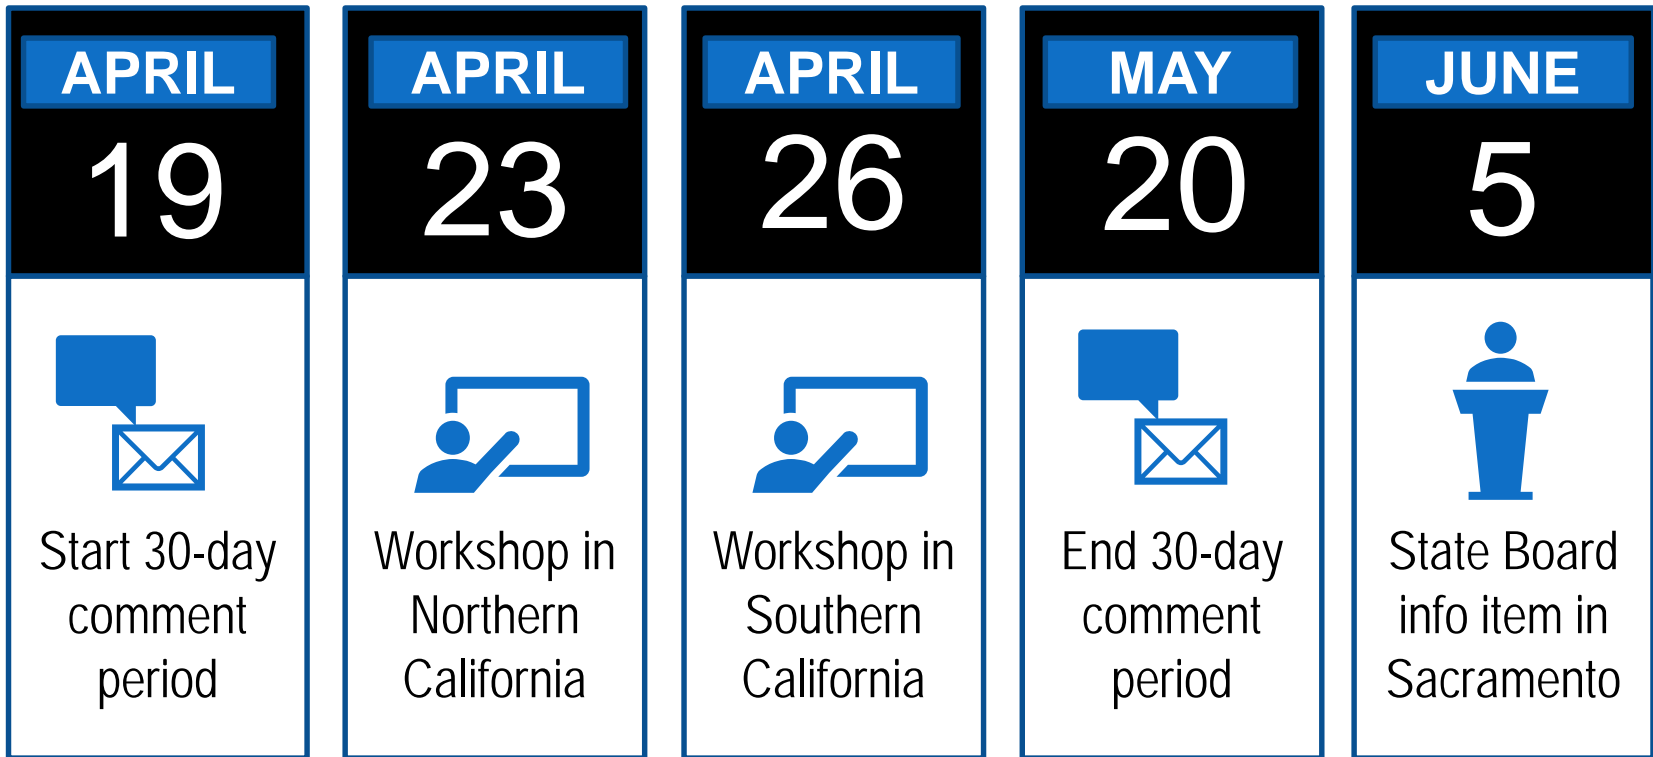 APRIL
19
Start 30-day
comment
period
APRIL
23
Workshop in
Northern
California
APRIL
26
Workshop in
Southern
California
MAY
20
End 30-day
comment
period
JUNE
5
State Board
info item in
Sacramento